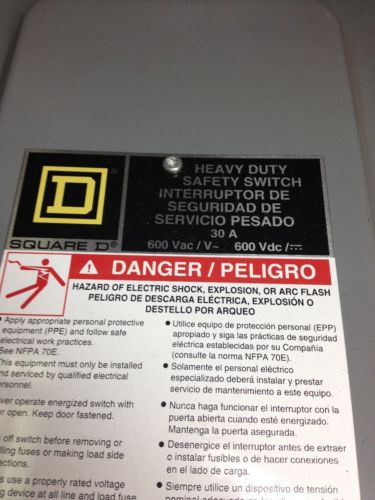 HEAVY DUTY
SAFETY SWITCH
INTERRUPTOR DE
SEGURIDAD DE
SERVICIO PESADO
30 A
600 Vac / V~ 600 Vdc / ⎓
D
SQUARE D®
DANGER / PELIGRO
HAZARD OF ELECTRIC SHOCK, EXPLOSION, OR ARC FLASH
PELIGRO DE DESCARGA ELÉCTRICA, EXPLOSIÓN O
DESTELLO POR ARQUEO
• Apply appropriate personal protective
equipment (PPE) and follow safe
electrical work practices.
See NFPA 70E.
This equipment must only be installed
and serviced by qualified electrical
personnel.
ver operate energized switch with
or open. Keep door fastened.
off switch before removing or
lling fuses or making load side
ections.
s use a properly rated voltage
ng device at all line and load fuse
• Utilice equipo de protección personal (EPP)
apropiado y siga las prácticas de seguridad
eléctrica establecidas por su Compañía
(consulte la norma NFPA 70E).
• Solamente el personal eléctrico
especializado deberá instalar y prestar
servicio de mantenimiento a este equipo.
• Nunca haga funcionar el interruptor con la
puerta abierta cuando esté energizado.
Mantenga la puerta asegurada.
• Desenergice el interruptor antes de extraer
o instalar fusibles o de hacer conexiones
en el lado de carga.
• Siempre utilice un dispositivo de tensión
nominal adecuado